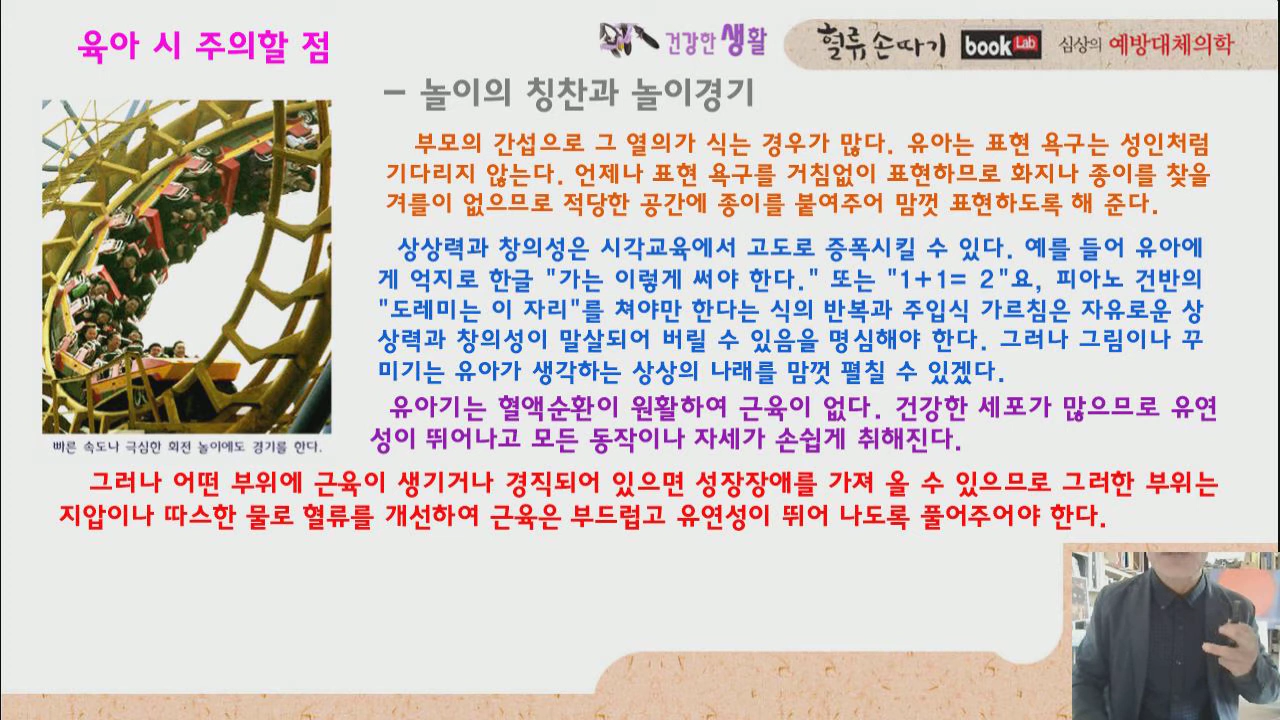 육아 시 주의할 점
건강한 생활
혈류 손따기
book Lab
심상의 예방대체의학
- 놀이의 칭찬과 놀이경기
부모의 간섭으로 그 열의가 식는 경우가 많다. 유아는 표현 욕구는 성인처럼
기다리지 않는다. 언제나 표현 욕구를 거침없이 표현하므로 화지나 종이를 찾을
겨를이 없으므로 적당한 공간에 종이를 붙여주어 맘껏 표현하도록 해 준다.
상상력과 창의성은 시각교육에서 고도로 증폭시킬 수 있다. 예를 들어 유아에
게 억지로 한글 "가는 이렇게 써야 한다." 또는 "1+1= 2"요, 피아노 건반의
"도레미는 이 자리"를 쳐야만 한다는 식의 반복과 주입식 가르침은 자유로운 상
상력과 창의성이 말살되어 버릴 수 있음을 명심해야 한다. 그러나 그림이나 꾸
미기는 유아가 생각하는 상상의 나래를 맘껏 펼칠 수 있겠다.
유아기는 혈액순환이 원활하여 근육이 없다. 건강한 세포가 많으므로 유연
성이 뛰어나고 모든 동작이나 자세가 손쉽게 취해진다.
빠른 속도나 극심한 회전 놀이에도 경기를 한다.
그러나 어떤 부위에 근육이 생기거나 경직되어 있으면 성장장애를 가져 올 수 있으므로 그러한 부위는
지압이나 따스한 물로 혈류를 개선하여 근육은 부드럽고 유연성이 뛰어 나도록 풀어주어야 한다.